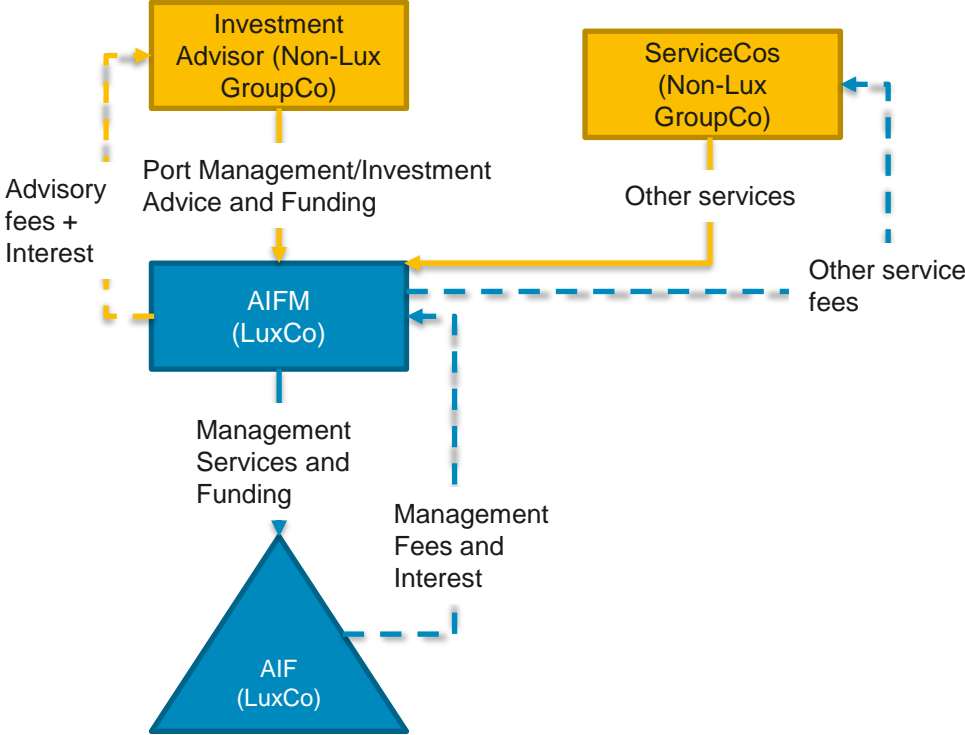 Investment
Advisor (Non-Lux
GroupCo)
ServiceCos
(Non-Lux
GroupCo)
Advisory
fees +
Interest
Port Management/Investment
Advice and Funding
Other services
Other service
fees
AIFM
(LuxCo)
Management
Services and
Funding
Management
Fees and
Interest
AIF
(LuxCo)